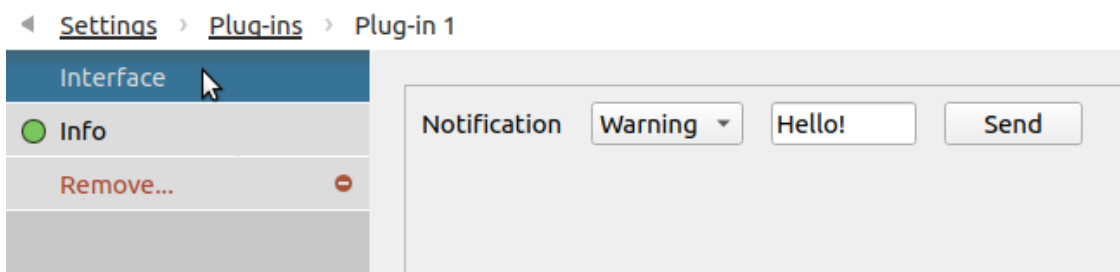 Settings Plug-ins Plug-in 1
Interface
Info
Remove...
Notification Warning Hello! Send